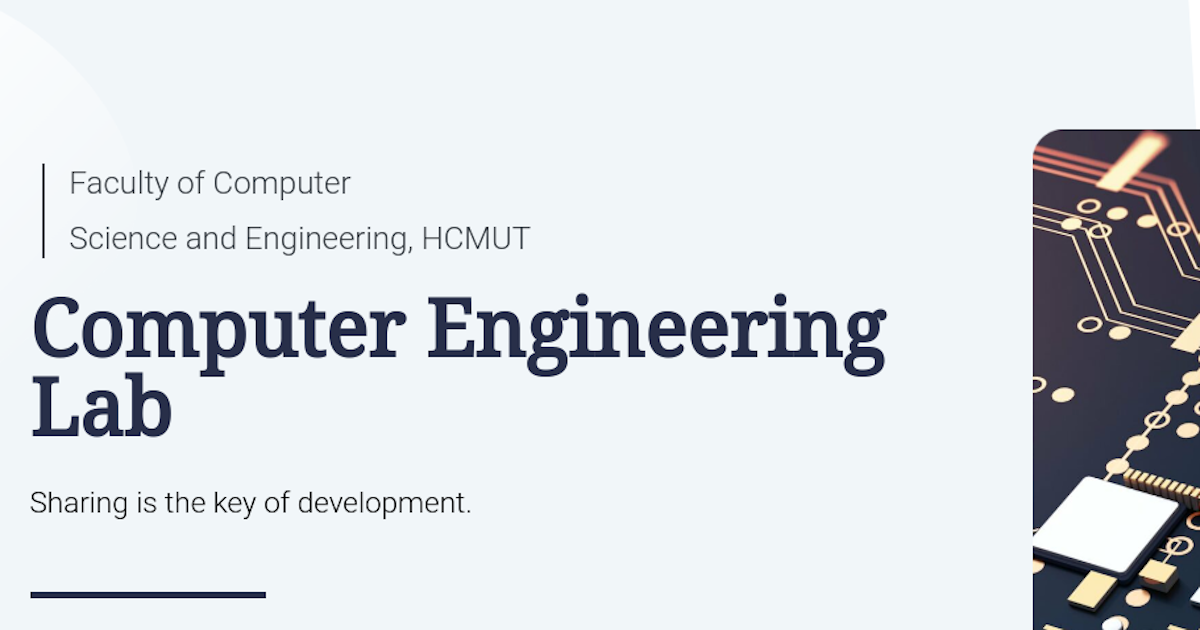 Faculty of Computer
Science and Engineering, HCMUT
Computer Engineering
Lab
Sharing is the key of development.